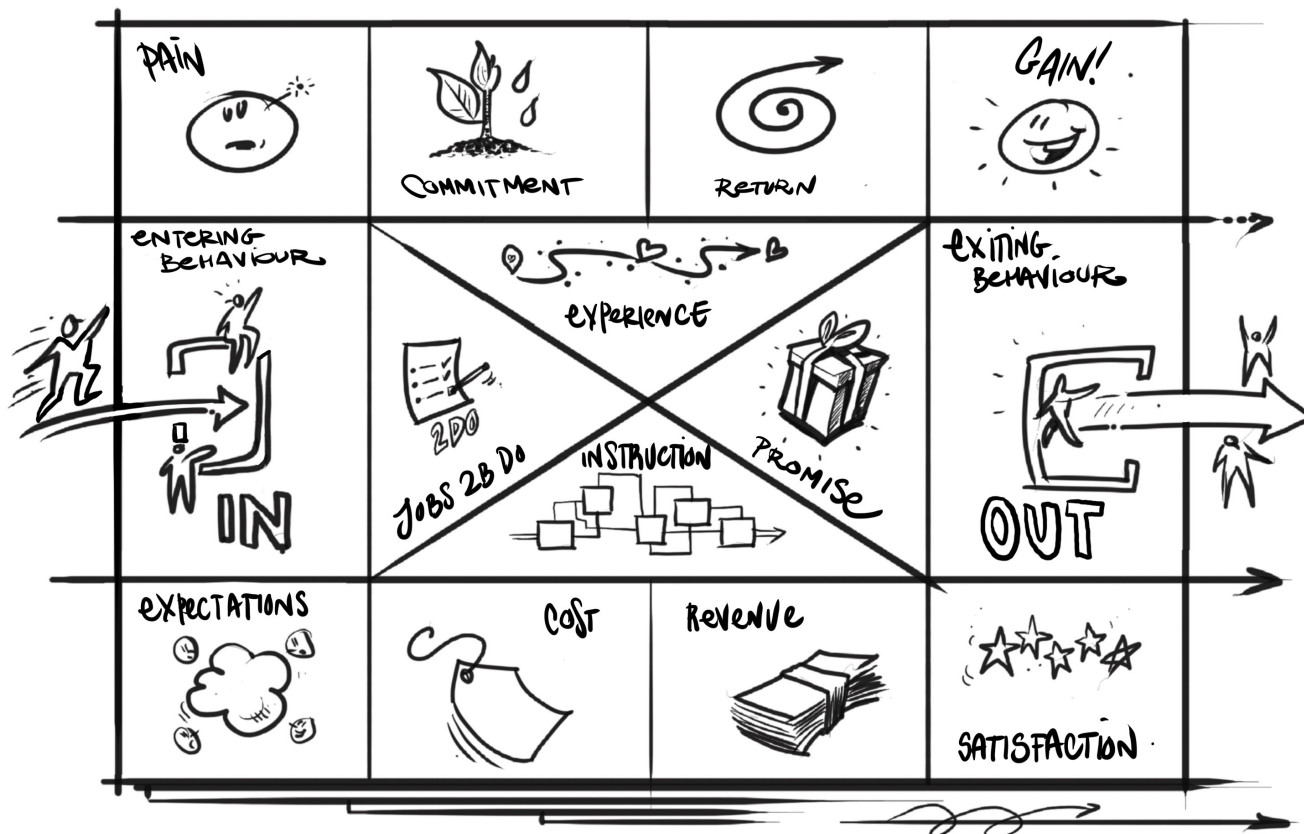 PAIN
COMMITMENT
RETURN
GAIN!
ENTERING
BEHAVIOUR
EXPERIENCE
EXITING
BEHAVIOUR
2DO
JOBS 2B DO
INSTRUCTION
PROMISE
IN
OUT
EXPECTATIONS
COST
REVENUE
SATISFACTION